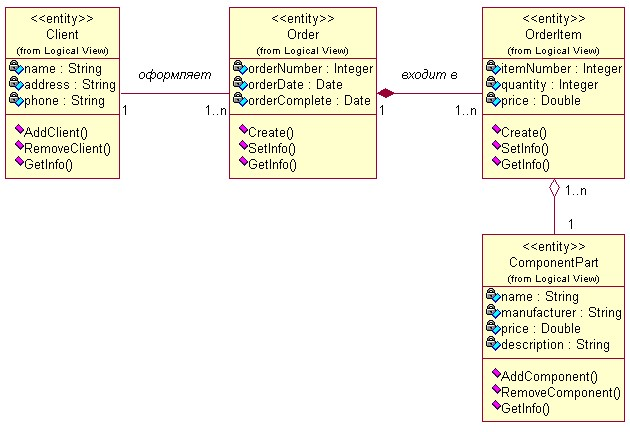 <<entity>>
Client
(from Logical View)
name : String
address : String
phone : String
AddClient()
RemoveClient()
GetInfo()
оформляет
1
1..n
<<entity>>
Order
(from Logical View)
orderNumber : Integer
orderDate : Date
orderComplete : Date
Create()
SetInfo()
GetInfo()
входит в
1
1..n
<<entity>>
OrderItem
(from Logical View)
itemNumber : Integer
quantity : Integer
price : Double
Create()
SetInfo()
GetInfo()
1..n
1
<<entity>>
ComponentPart
(from Logical View)
name : String
manufacturer : String
price : Double
description : String
AddComponent()
RemoveComponent()
GetInfo()